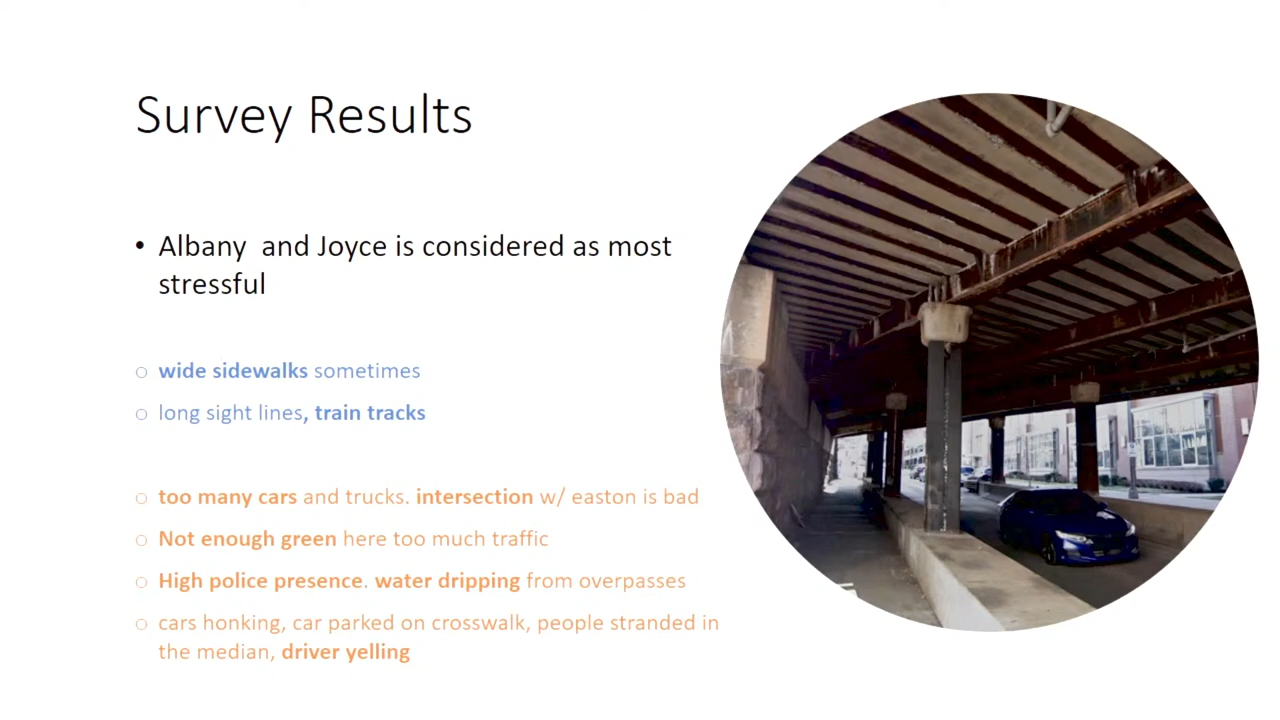 Survey Results
• Albany  and Joyce is considered as most
stressful
○ wide sidewalks sometimes
○ long sight lines, train tracks
○ too many cars and trucks. intersection w/ easton is bad
○ Not enough green here too much traffic
○ High police presence. water dripping from overpasses
○ cars honking, car parked on crosswalk, people stranded in
the median, driver yelling